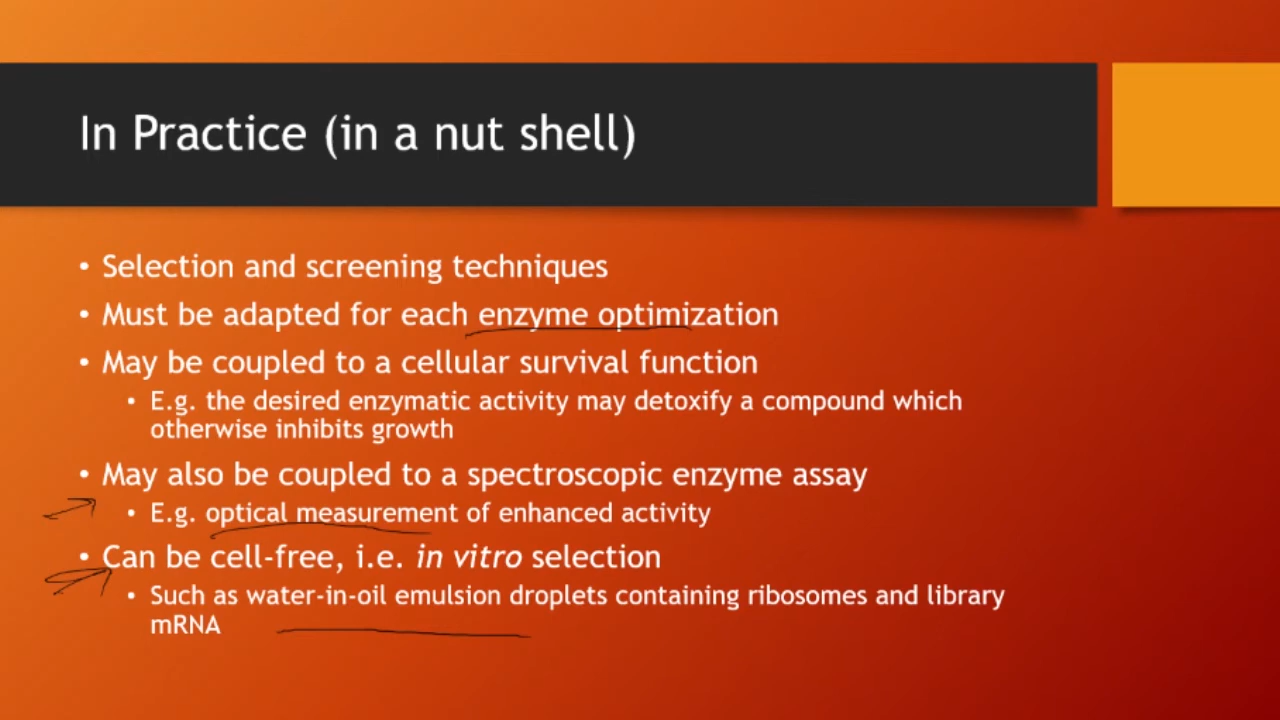 In Practice (in a nut shell)
• Selection and screening techniques
• Must be adapted for each enzyme optimization
• May be coupled to a cellular survival function
• E.g. the desired enzymatic activity may detoxify a compound which
otherwise inhibits growth
• May also be coupled to a spectroscopic enzyme assay
• E.g. optical measurement of enhanced activity
• Can be cell-free, i.e. in vitro selection
• Such as water-in-oil emulsion droplets containing ribosomes and library
mRNA